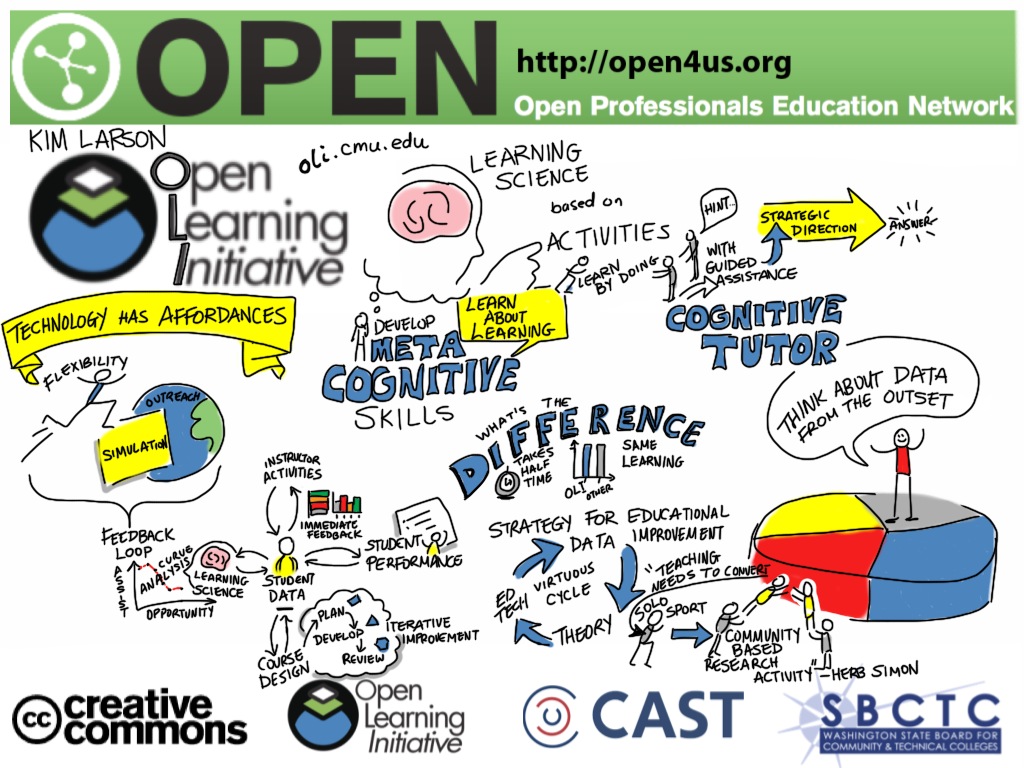 OPEN
http://open4us.org
Open Professionals Education Network
KIM LARSON
Open
Learning
Initiative
oli.cmu.edu
LEARNING
SCIENCE
based on
ACTIVITIES
LEARN
BY DOING
HINT...
WITH
GUIDED
ASSISTANCE
STRATEGIC
DIRECTION
ANSWER
COGNITIVE
TUTOR
LEARN
ABOUT
LEARNING
DEVELOP
META
COGNITIVE
SKILLS
TECHNOLOGY HAS AFFORDANCES
FLEXIBILITY
OUTREACH
SIMULATION
WHAT'S THE
DIFFERENCE
TAKES
HALF
TIME
OLI
OTHER
SAME
LEARNING
THINK ABOUT DATA
FROM THE OUTSET
INSTRUCTOR
ACTIVITIES
IMMEDIATE
FEEDBACK
STUDENT
PERFORMANCE
FEEDBACK
LOOP
ASSIST
CURVE
ANALYSIS
OPPORTUNITY
LEARNING
SCIENCE
STUDENT
DATA
COURSE
DESIGN
PLAN
DEVELOP
REVIEW
ITERATIVE
IMPROVEMENT
STRATEGY FOR EDUCATIONAL
IMPROVEMENT
DATA
VIRTUOUS
CYCLE
ED
TECH
THEORY
"TEACHING
NEEDS TO CONVERT
SOLO SPORT
COMMUNITY
BASED
RESEARCH
ACTIVITY" - HERB SIMON
cc creative
commons
Open
Learning
Initiative
CAST
SBCTC
WASHINGTON STATE BOARD FOR
COMMUNITY & TECHNICAL COLLEGES